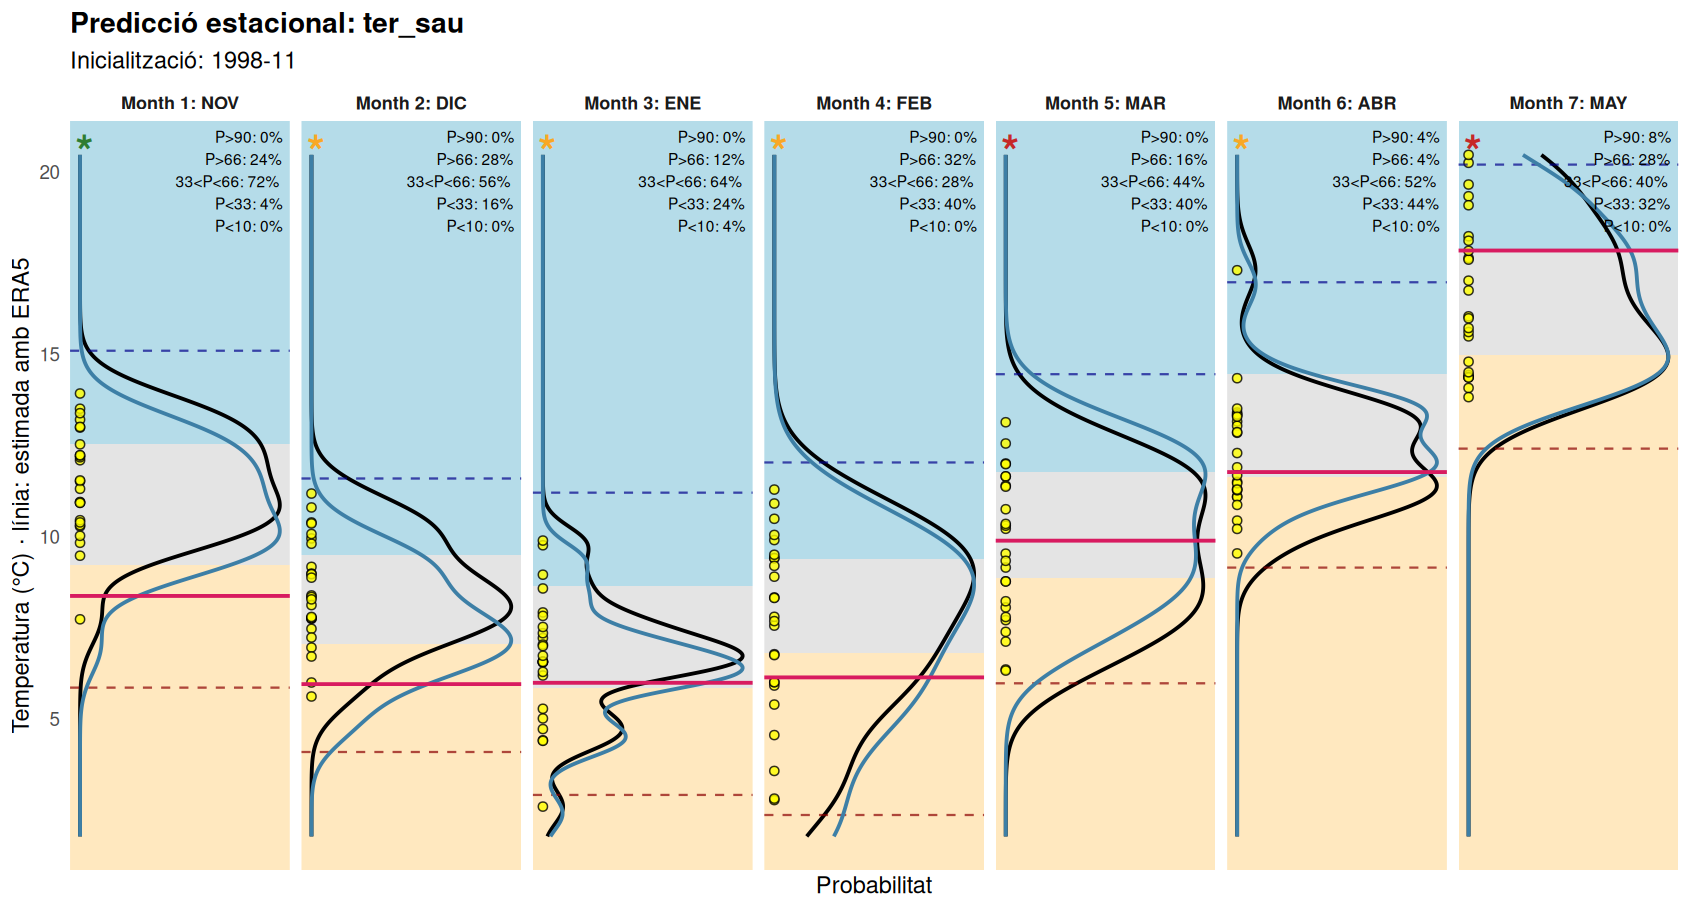 Predicció estacional: ter_sau
Inicialització: 1998-11
Month 1: NOV
Month 2: DIC
Month 3: ENE
Month 4: FEB
Month 5: MAR
Month 6: ABR
Month 7: MAY
*
P>90: 0%
P>66: 24%
33<P<66: 72%
P<33: 4%
P<10: 0%
*
P>90: 0%
P>66: 28%
33<P<66: 56%
P<33: 16%
P<10: 0%
*
P>90: 0%
P>66: 12%
33<P<66: 64%
P<33: 24%
P<10: 4%
*
P>90: 0%
P>66: 32%
33<P<66: 28%
P<33: 40%
P<10: 0%
*
P>90: 0%
P>66: 16%
33<P<66: 44%
P<33: 40%
P<10: 0%
*
P>90: 4%
P>66: 4%
33<P<66: 52%
P<33: 44%
P<10: 0%
*
P>90: 8%
P>66: 28%
33<P<66: 40%
P<33: 32%
P<10: 0%
20
15
10
5
Temperatura (°C) · línia: estimada amb ERA5
Probabilitat